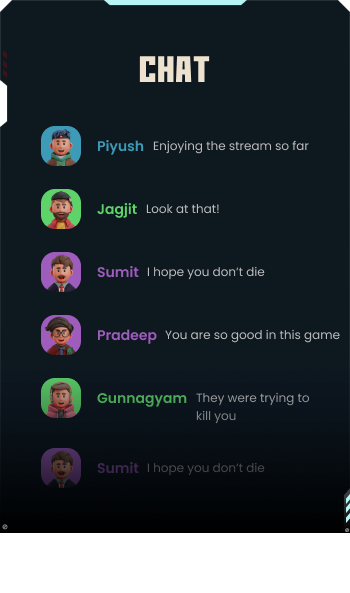 CHAT
Piyush Enjoying the stream so far
Jagjit Look at that!
Sumit I hope you don't die
Pradeep You are so good in this game
Gunnagyam They were trying to
kill you
Sumit I hope you don't die